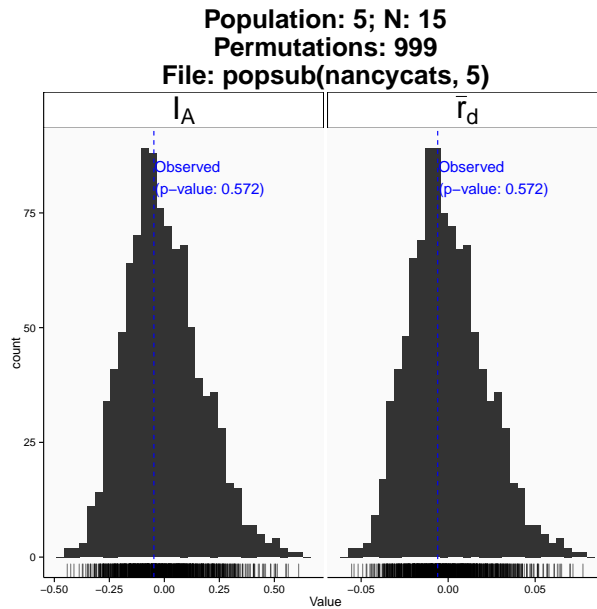 Population: 5; N: 15
Permutations: 999
File: popsub(nancycats, 5)
I_A
r̄_d
Observed
(p−value: 0.572)
Observed
(p−value: 0.572)
count
75
50
25
0
−0.50
−0.25
0.00
0.25
0.50
−0.05
0.00
0.05
Value